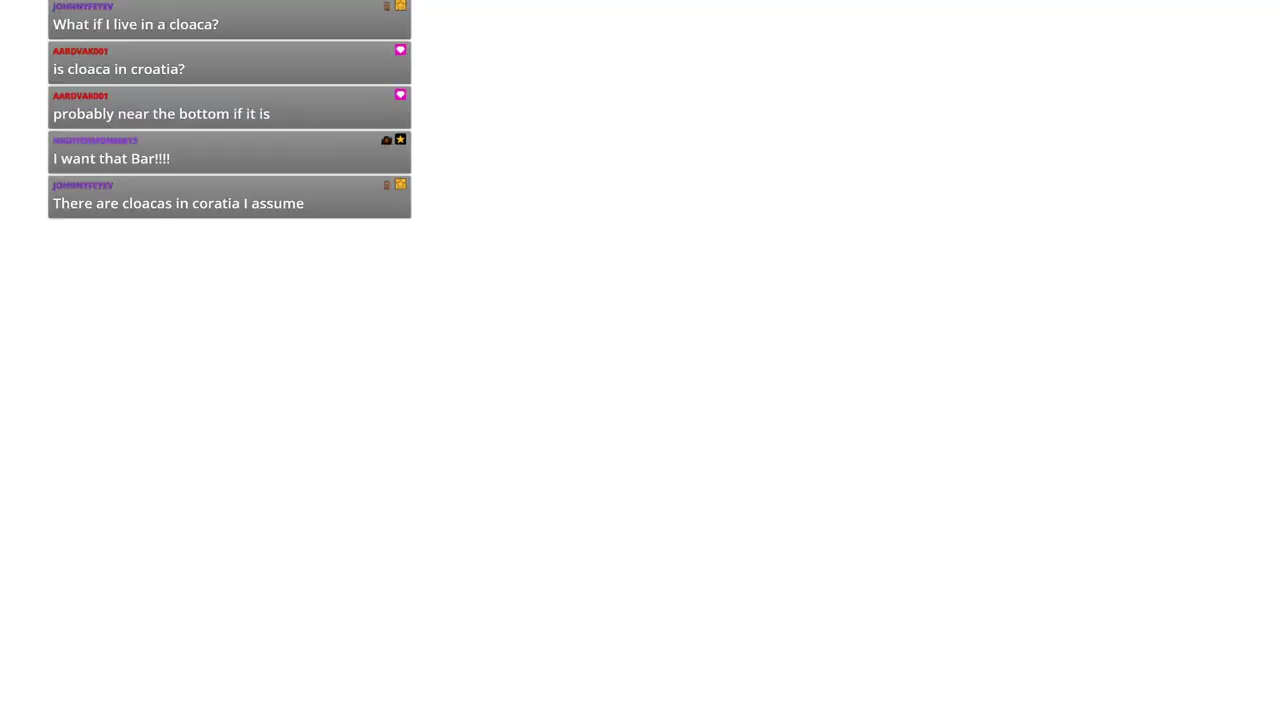 JOHNNYFEYEV
What if I live in a cloaca?
AARDVAK001
is cloaca in croatia?
AARDVAK001
probably near the bottom if it is
I want that Bar!!!!
JOHNNYFEYEV
There are cloacas in coratia I assume